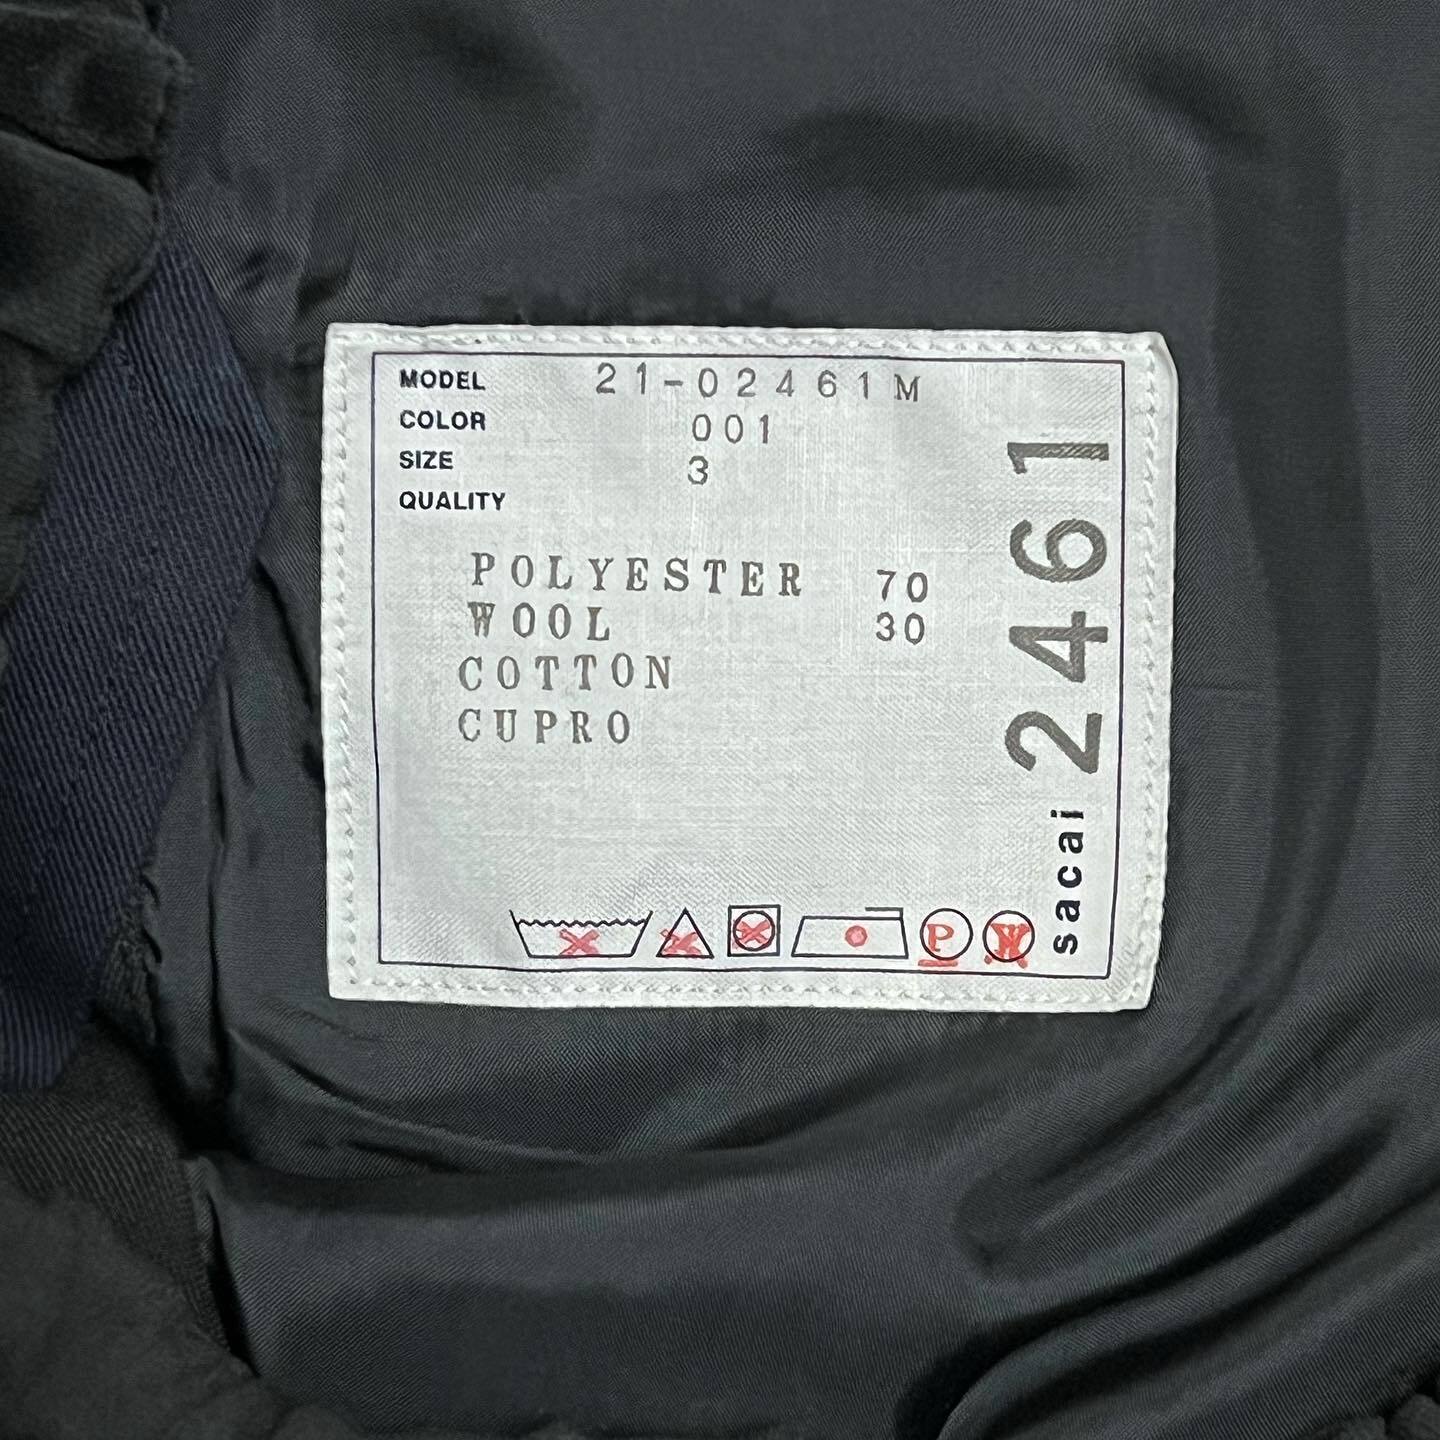 MODEL 21-02461M
COLOR 001
SIZE 3
QUALITY
POLYESTER 70
WOOL 30
COTTON
CUPRO
P
W
sacai 2461